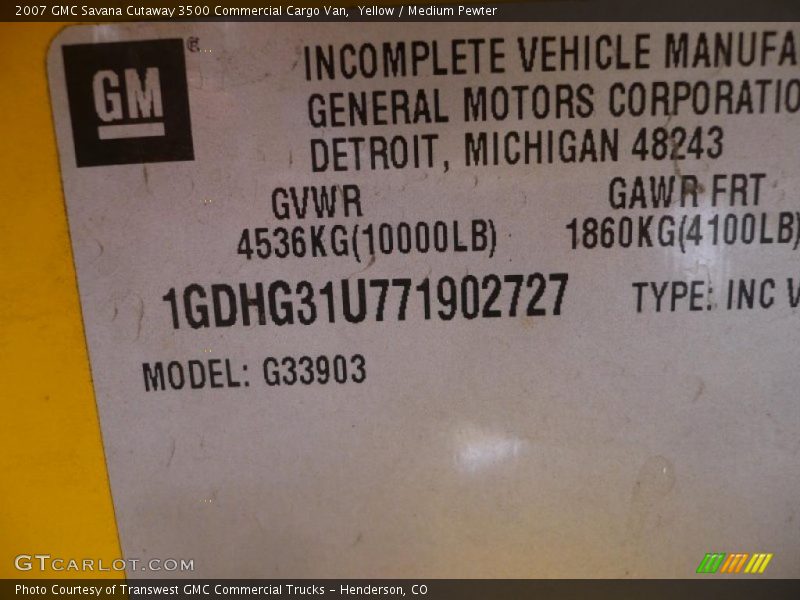 2007 GMC Savana Cutaway 3500 Commercial Cargo Van, Yellow / Medium Pewter
GM®
INCOMPLETE VEHICLE MANUFA
GENERAL MOTORS CORPORATIO
DETROIT, MICHIGAN 48243
GVWR GAWR FRT
4536KG(10000LB) 1860KG(4100LB)
1GDHG31U771902727 TYPE: INC V
MODEL: G33903
GTCARLOT.COM
Photo Courtesy of Transwest GMC Commercial Trucks - Henderson, CO